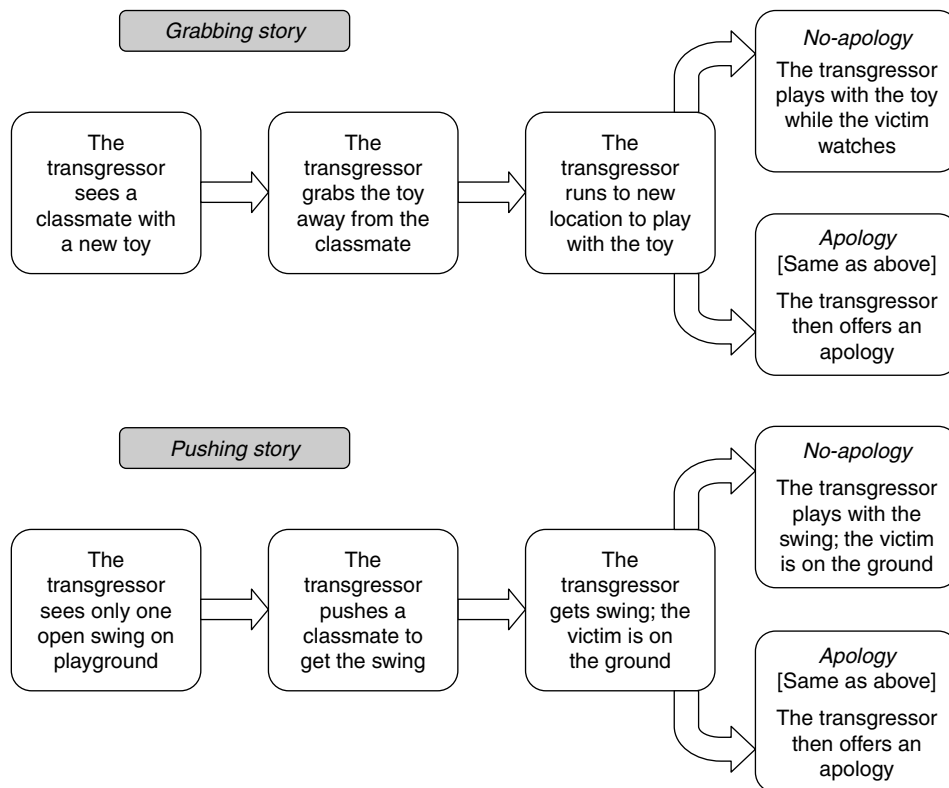 Grabbing story
The
transgressor
sees a
classmate with
a new toy
The
transgressor
grabs the toy
away from the
classmate
The
transgressor
runs to new
location to play
with the toy
No-apology
The transgressor
plays with the toy
while the victim
watches
Apology
[Same as above]
The transgressor
then offers an
apology
Pushing story
The
transgressor
sees only one
open swing on
playground
The
transgressor
pushes a
classmate to
get the swing
The
transgressor
gets swing; the
victim is on
the ground
No-apology
The transgressor
plays with the
swing; the victim
is on the ground
Apology
[Same as above]
The transgressor
then offers an
apology